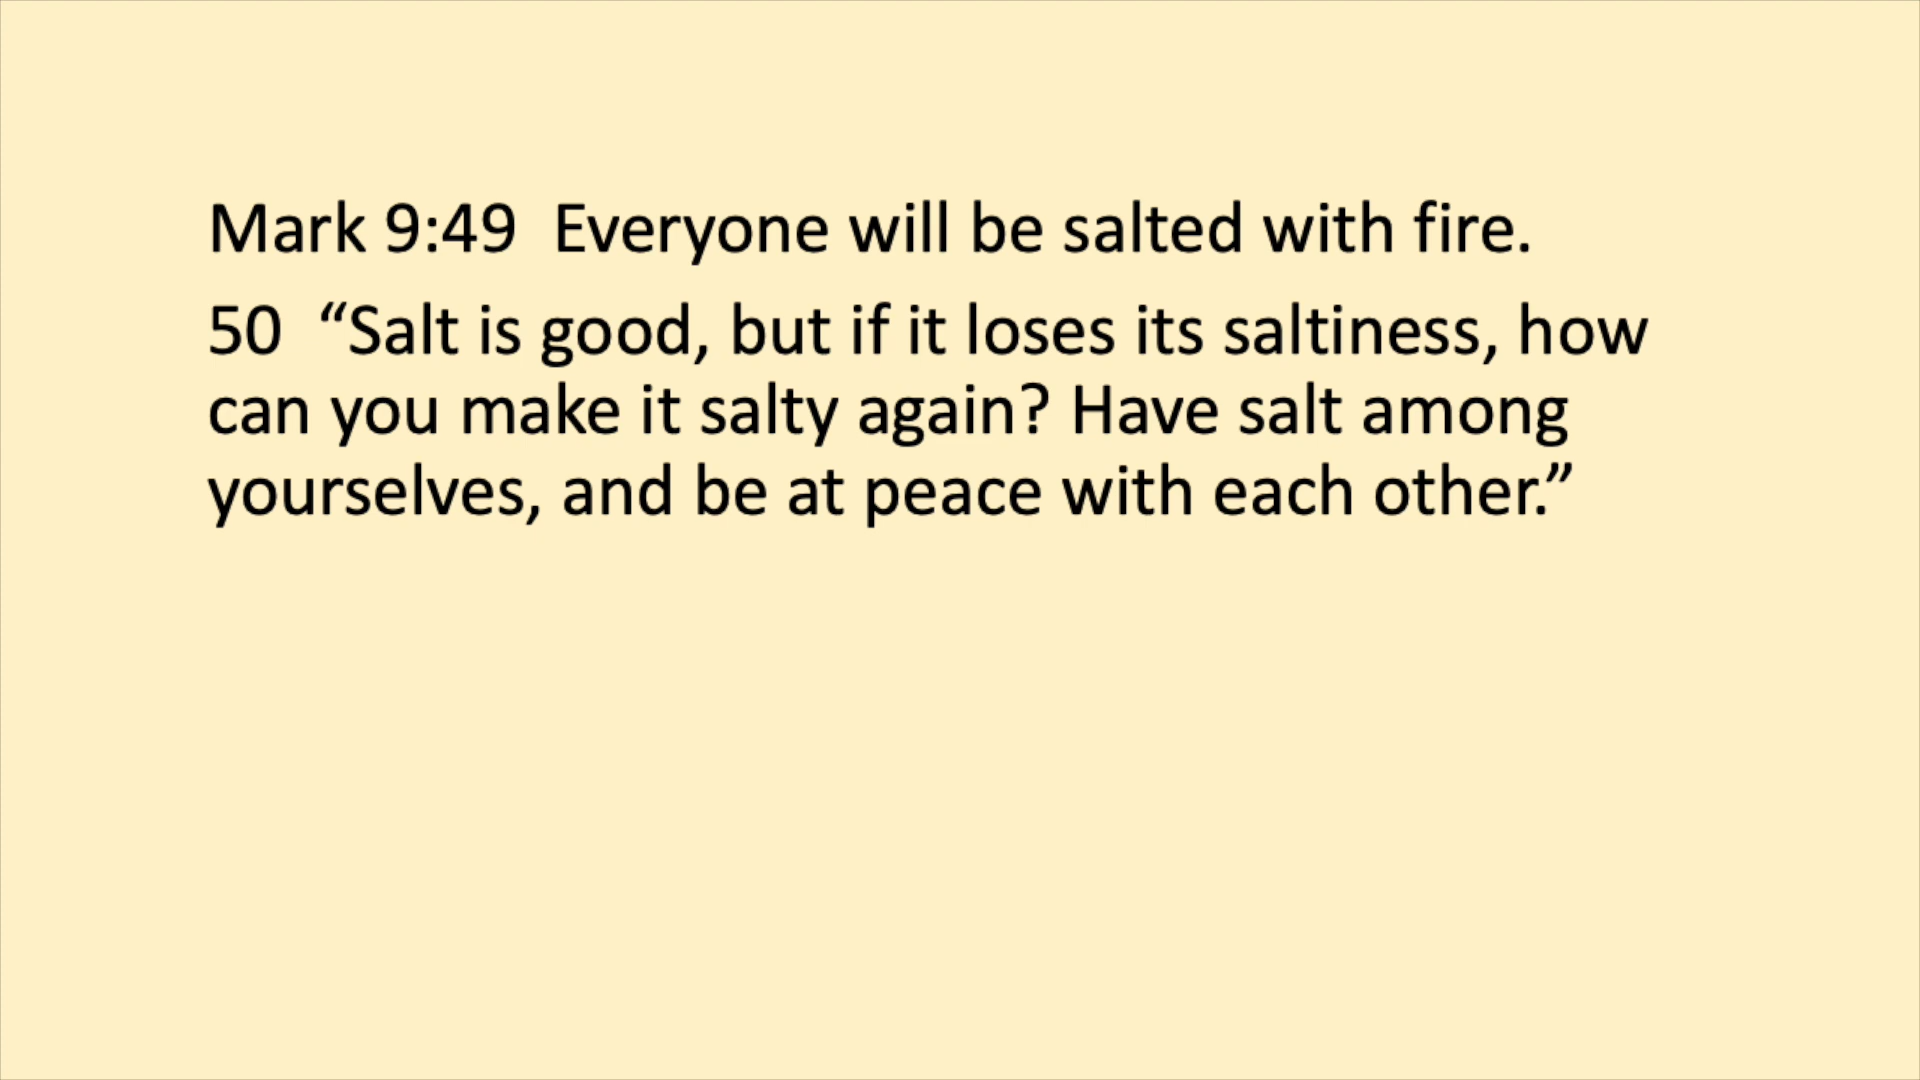 Mark 9:49  Everyone will be salted with fire.
50  “Salt is good, but if it loses its saltiness, how
can you make it salty again? Have salt among
yourselves, and be at peace with each other.”